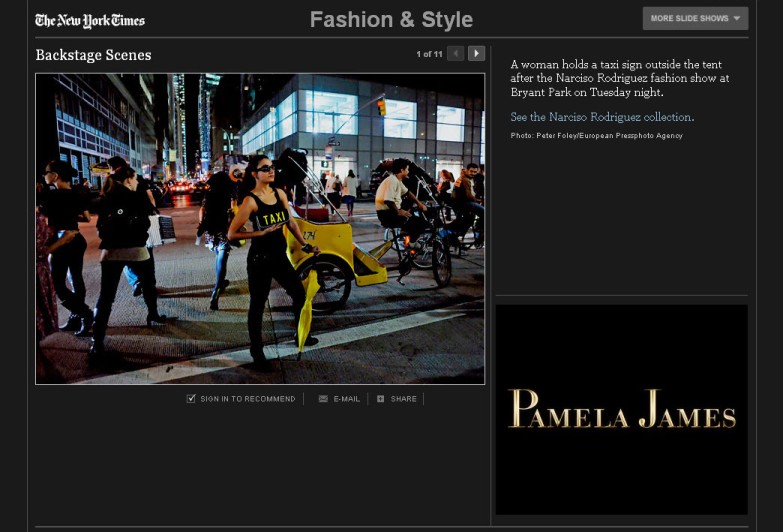 The New York Times
Fashion & Style
MORE SLIDE SHOWS
Backstage Scenes
1 of 11
TAXI
274
A woman holds a taxi sign outside the tent
after the Narciso Rodriguez fashion show at
Bryant Park on Tuesday night.
See the Narciso Rodriguez collection.
Photo: Peter Foley/European Pressphoto Agency
SIGN IN TO RECOMMEND
E-MAIL
SHARE
PAMELA JAMES